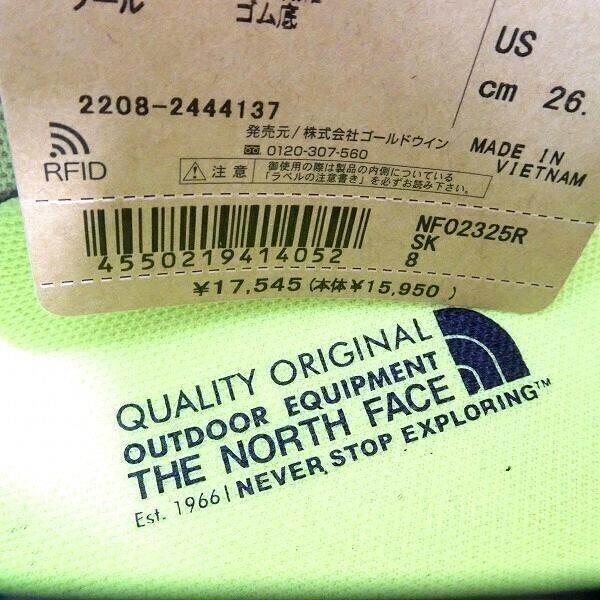 ソール
ゴム底
US
cm 26.
2208-2444137
発売元/株式会社ゴールドウイン
0120-307-560
MADE IN
VIETNAM
RFID
注意
御使用の際は製品の内側についている
「ラベルの注意書き」を必ずお読み下さい。
NF02325R
SK
8
4550219414052
¥17,545 (本体¥15,950 )
QUALITY ORIGINAL
OUTDOOR EQUIPMENT
THE NORTH FACE
Est. 1966 | NEVER STOP EXPLORING™